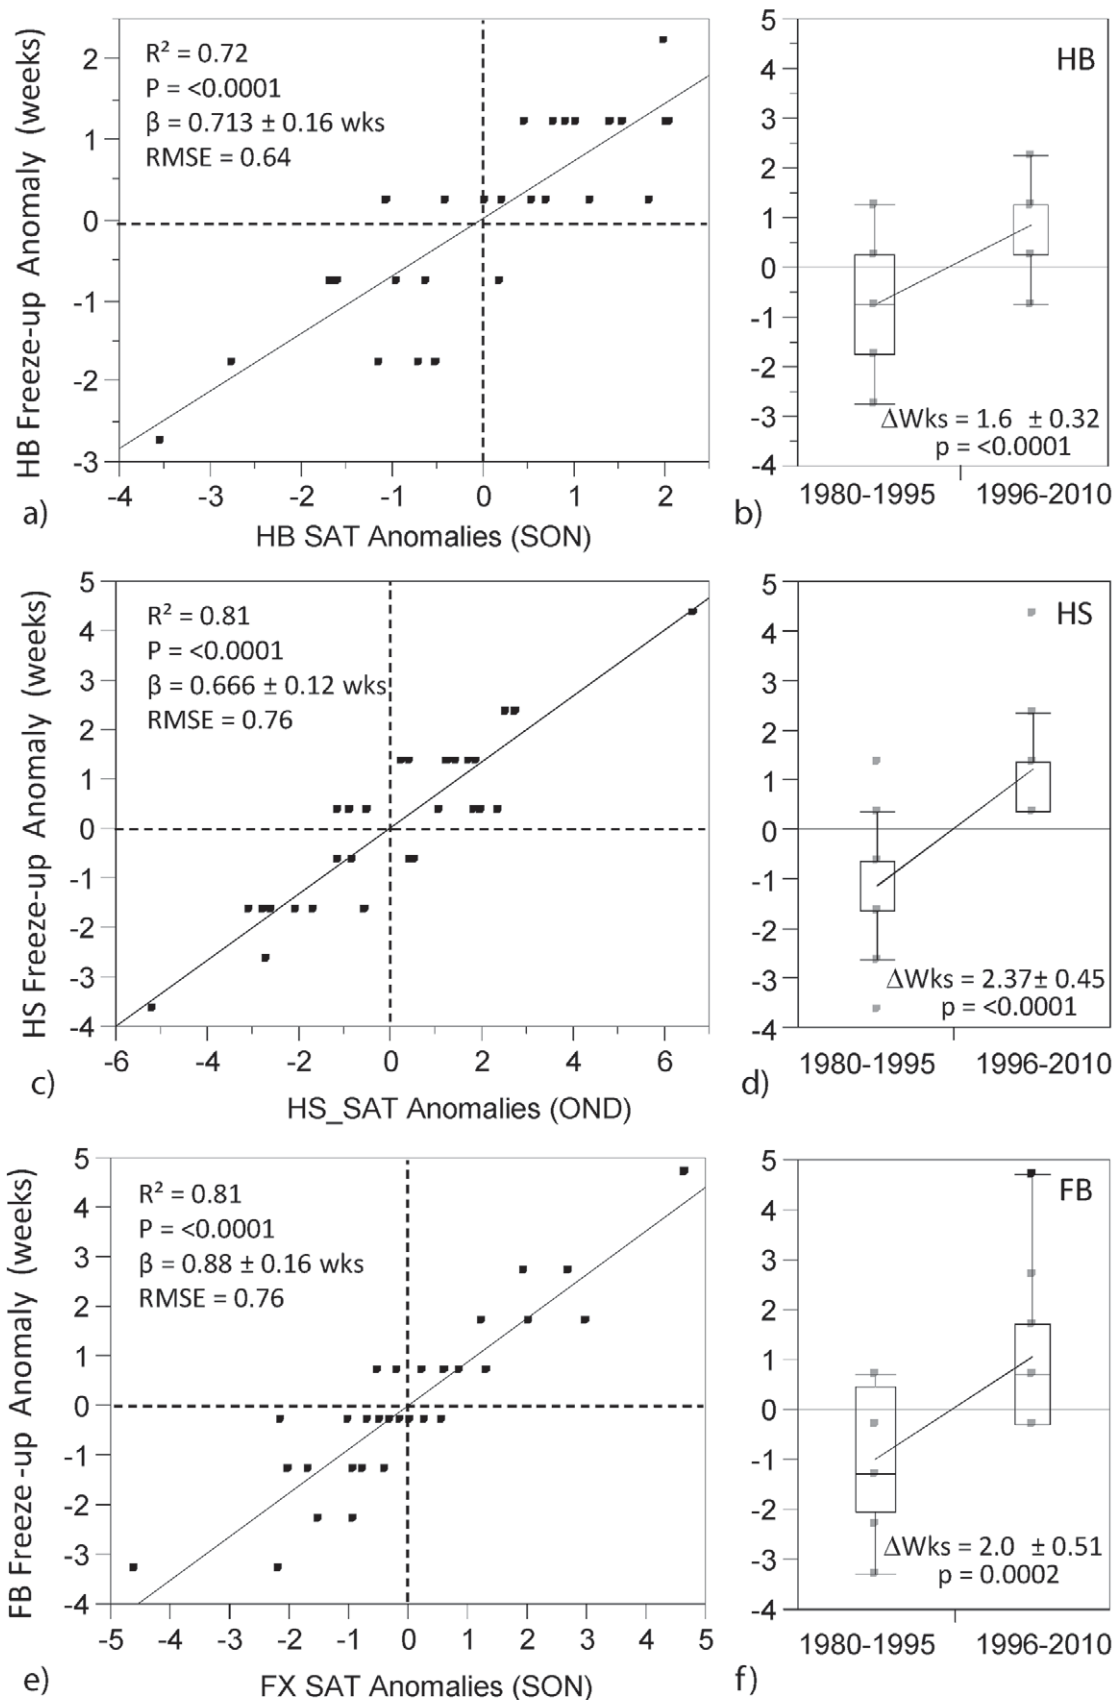 HB Freeze-up Anomaly (weeks)
2
1
0
-1
-2
-3
R² = 0.72
P = <0.0001
β = 0.713 ± 0.16 wks
RMSE = 0.64
-4 -3 -2 -1 0 1 2
HB SAT Anomalies (SON)
a)
5
4
3
2
1
0
-1
-2
-3
-4
HB
ΔWks = 1.6 ± 0.32
p = <0.0001
1980-1995 1996-2010
b)
HS Freeze-up Anomaly (weeks)
5
4
3
2
1
0
-1
-2
-3
-4
R² = 0.81
P = <0.0001
β = 0.666 ± 0.12 wks
RMSE = 0.76
-6 -4 -2 0 2 4 6
HS_SAT Anomalies (OND)
c)
5
4
3
2
1
0
-1
-2
-3
-4
HS
ΔWks = 2.37± 0.45
p = <0.0001
1980-1995 1996-2010
d)
FB Freeze-up Anomaly (weeks)
5
4
3
2
1
0
-1
-2
-3
-4
R² = 0.81
P = <0.0001
β = 0.88 ± 0.16 wks
RMSE = 0.76
-5 -4 -3 -2 -1 0 1 2 3 4 5
FX SAT Anomalies (SON)
e)
5
4
3
2
1
0
-1
-2
-3
-4
FB
ΔWks = 2.0 ± 0.51
p = 0.0002
1980-1995 1996-2010
f)